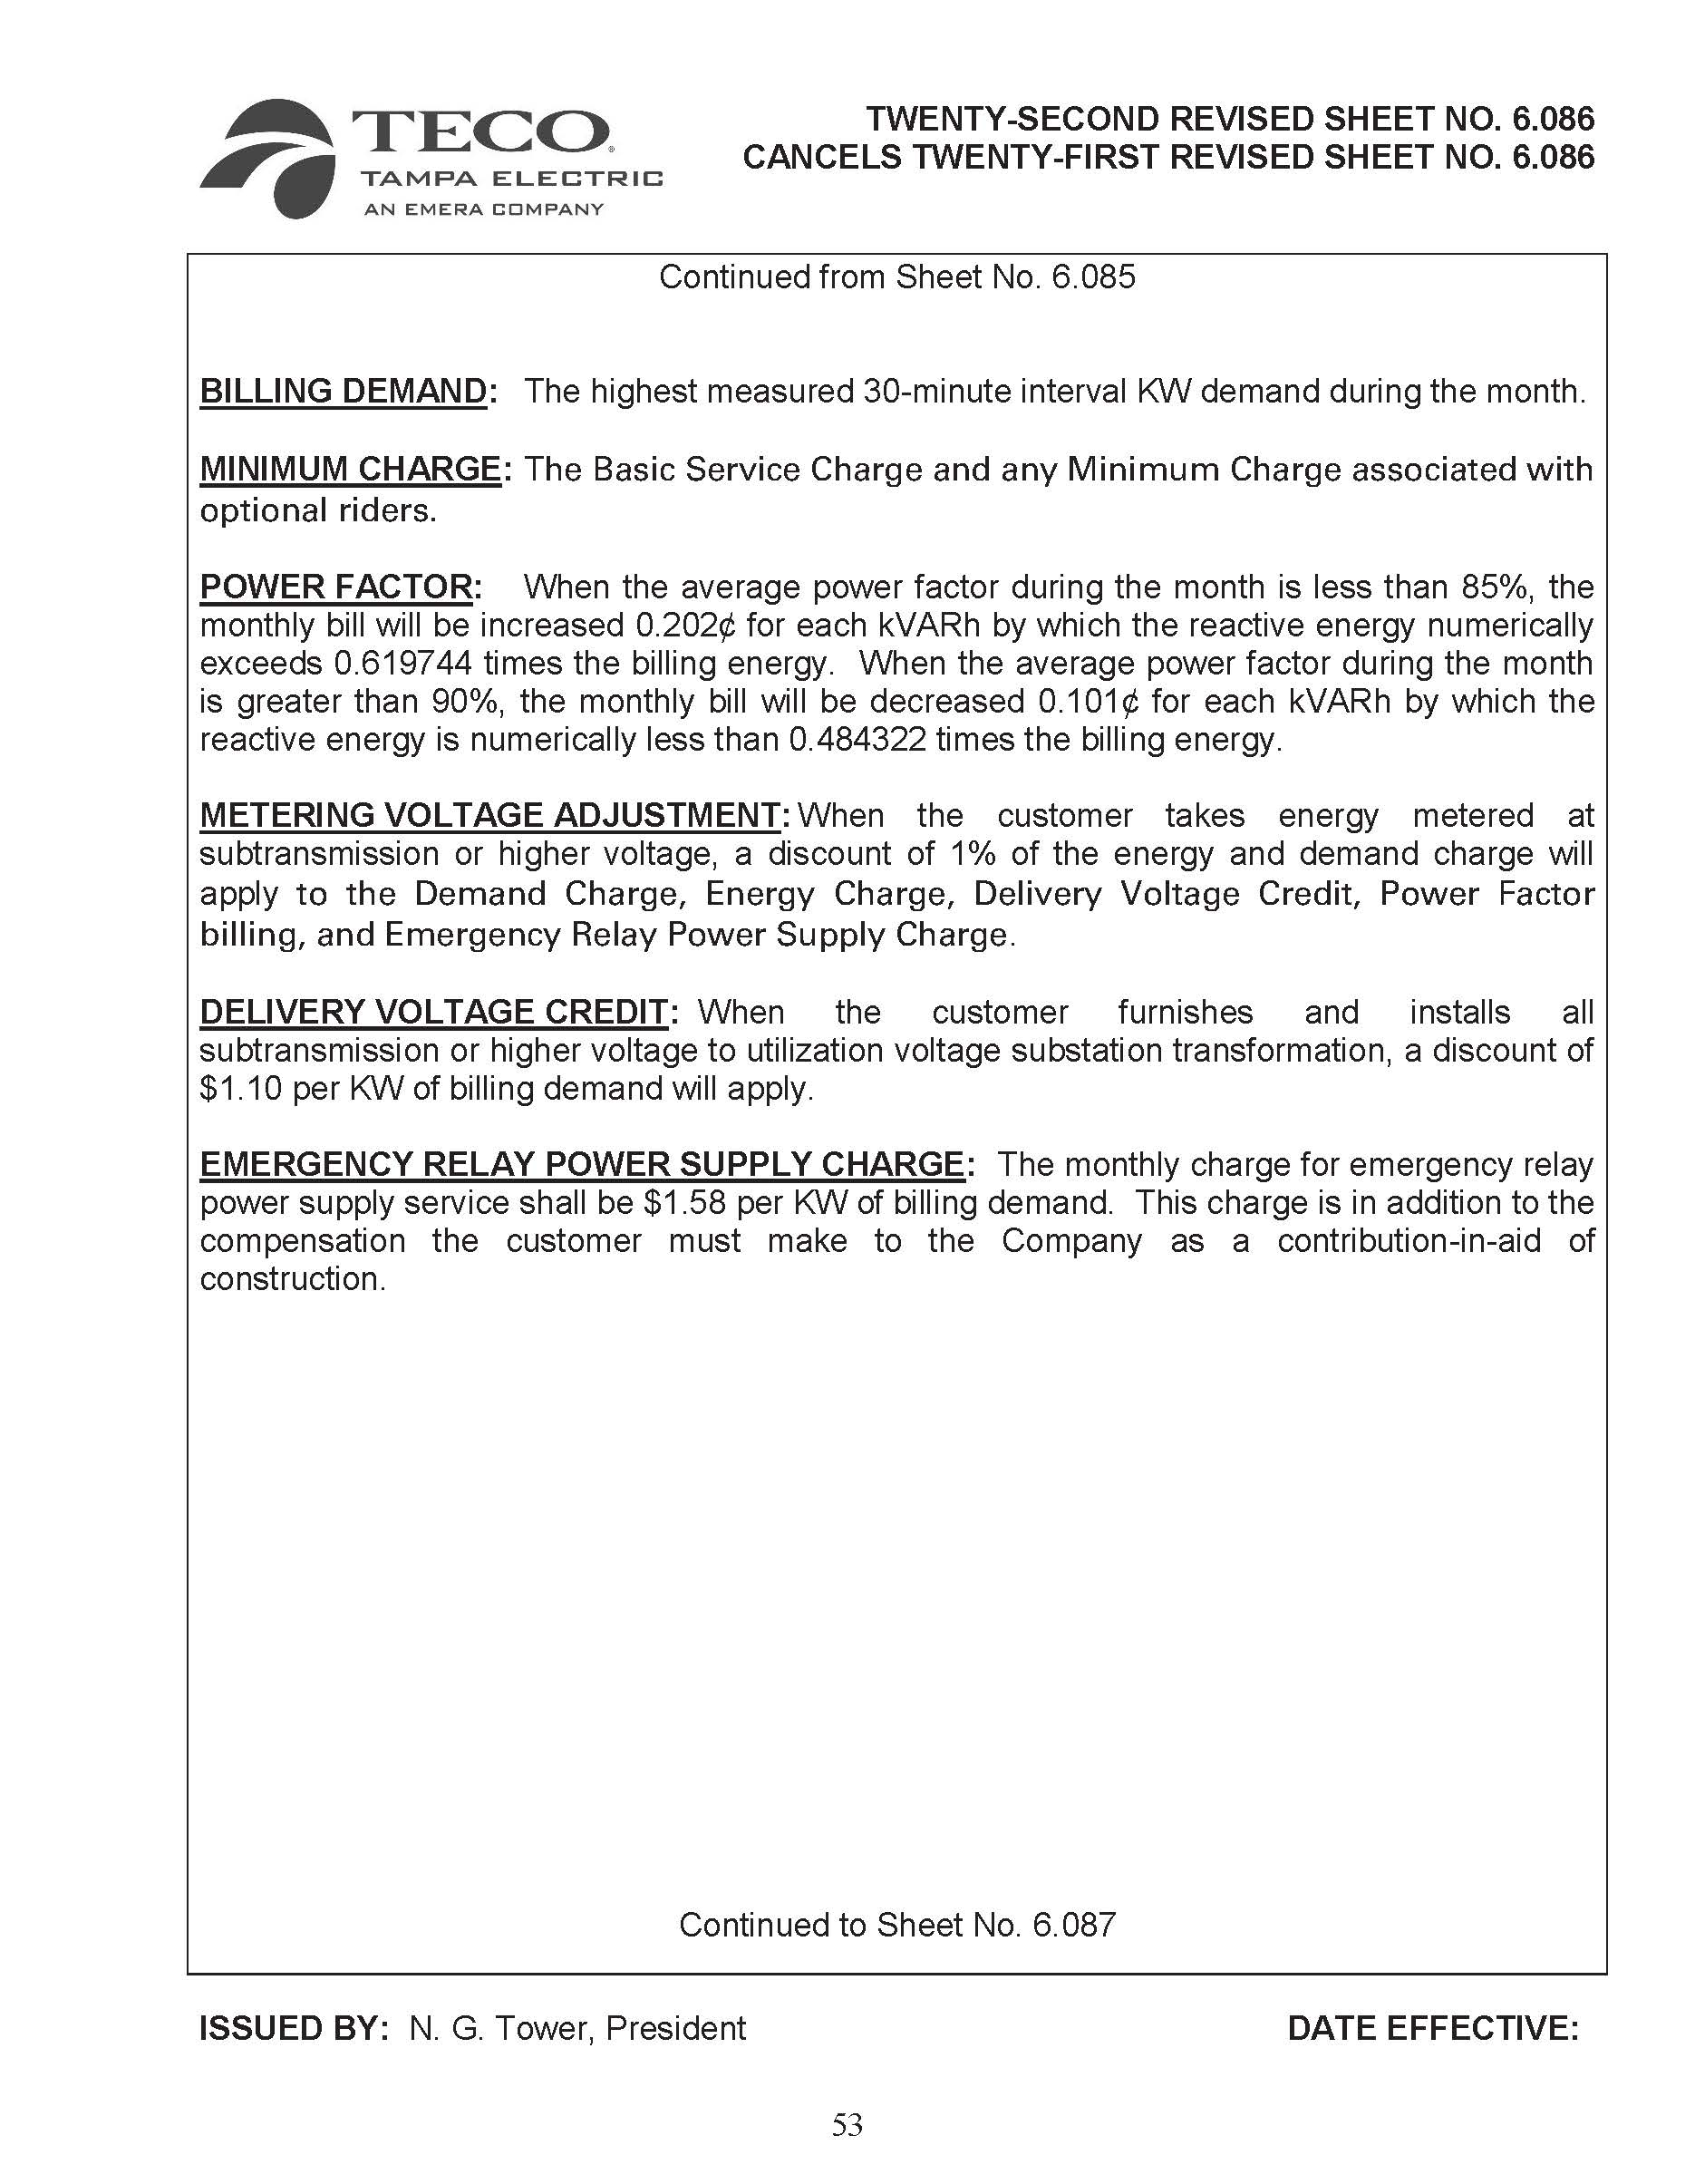 TECO®
TAMPA ELECTRIC
AN EMERA COMPANY
TWENTY-SECOND REVISED SHEET NO. 6.086
CANCELS TWENTY-FIRST REVISED SHEET NO. 6.086
Continued from Sheet No. 6.085
BILLING DEMAND: The highest measured 30-minute interval KW demand during the month.
MINIMUM CHARGE: The Basic Service Charge and any Minimum Charge associated with
optional riders.
POWER FACTOR: When the average power factor during the month is less than 85%, the
monthly bill will be increased 0.202¢ for each kVARh by which the reactive energy numerically
exceeds 0.619744 times the billing energy. When the average power factor during the month
is greater than 90%, the monthly bill will be decreased 0.101¢ for each kVARh by which the
reactive energy is numerically less than 0.484322 times the billing energy.
METERING VOLTAGE ADJUSTMENT: When the customer takes energy metered at
subtransmission or higher voltage, a discount of 1% of the energy and demand charge will
apply to the Demand Charge, Energy Charge, Delivery Voltage Credit, Power Factor
billing, and Emergency Relay Power Supply Charge.
DELIVERY VOLTAGE CREDIT: When the customer furnishes and installs all
subtransmission or higher voltage to utilization voltage substation transformation, a discount of
$1.10 per KW of billing demand will apply.
EMERGENCY RELAY POWER SUPPLY CHARGE: The monthly charge for emergency relay
power supply service shall be $1.58 per KW of billing demand. This charge is in addition to the
compensation the customer must make to the Company as a contribution-in-aid of
construction.
Continued to Sheet No. 6.087
ISSUED BY: N. G. Tower, President
DATE EFFECTIVE:
53